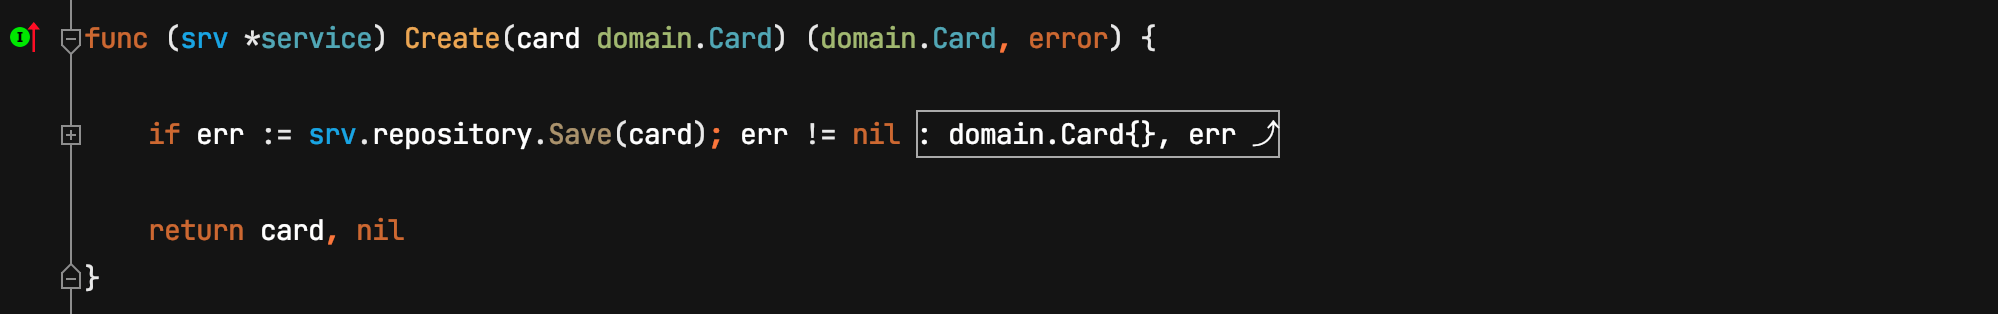 I
func (srv *service) Create(card domain.Card) (domain.Card, error) {
if err := srv.repository.Save(card); err != nil : domain.Card{}, err ⤴
return card, nil
}